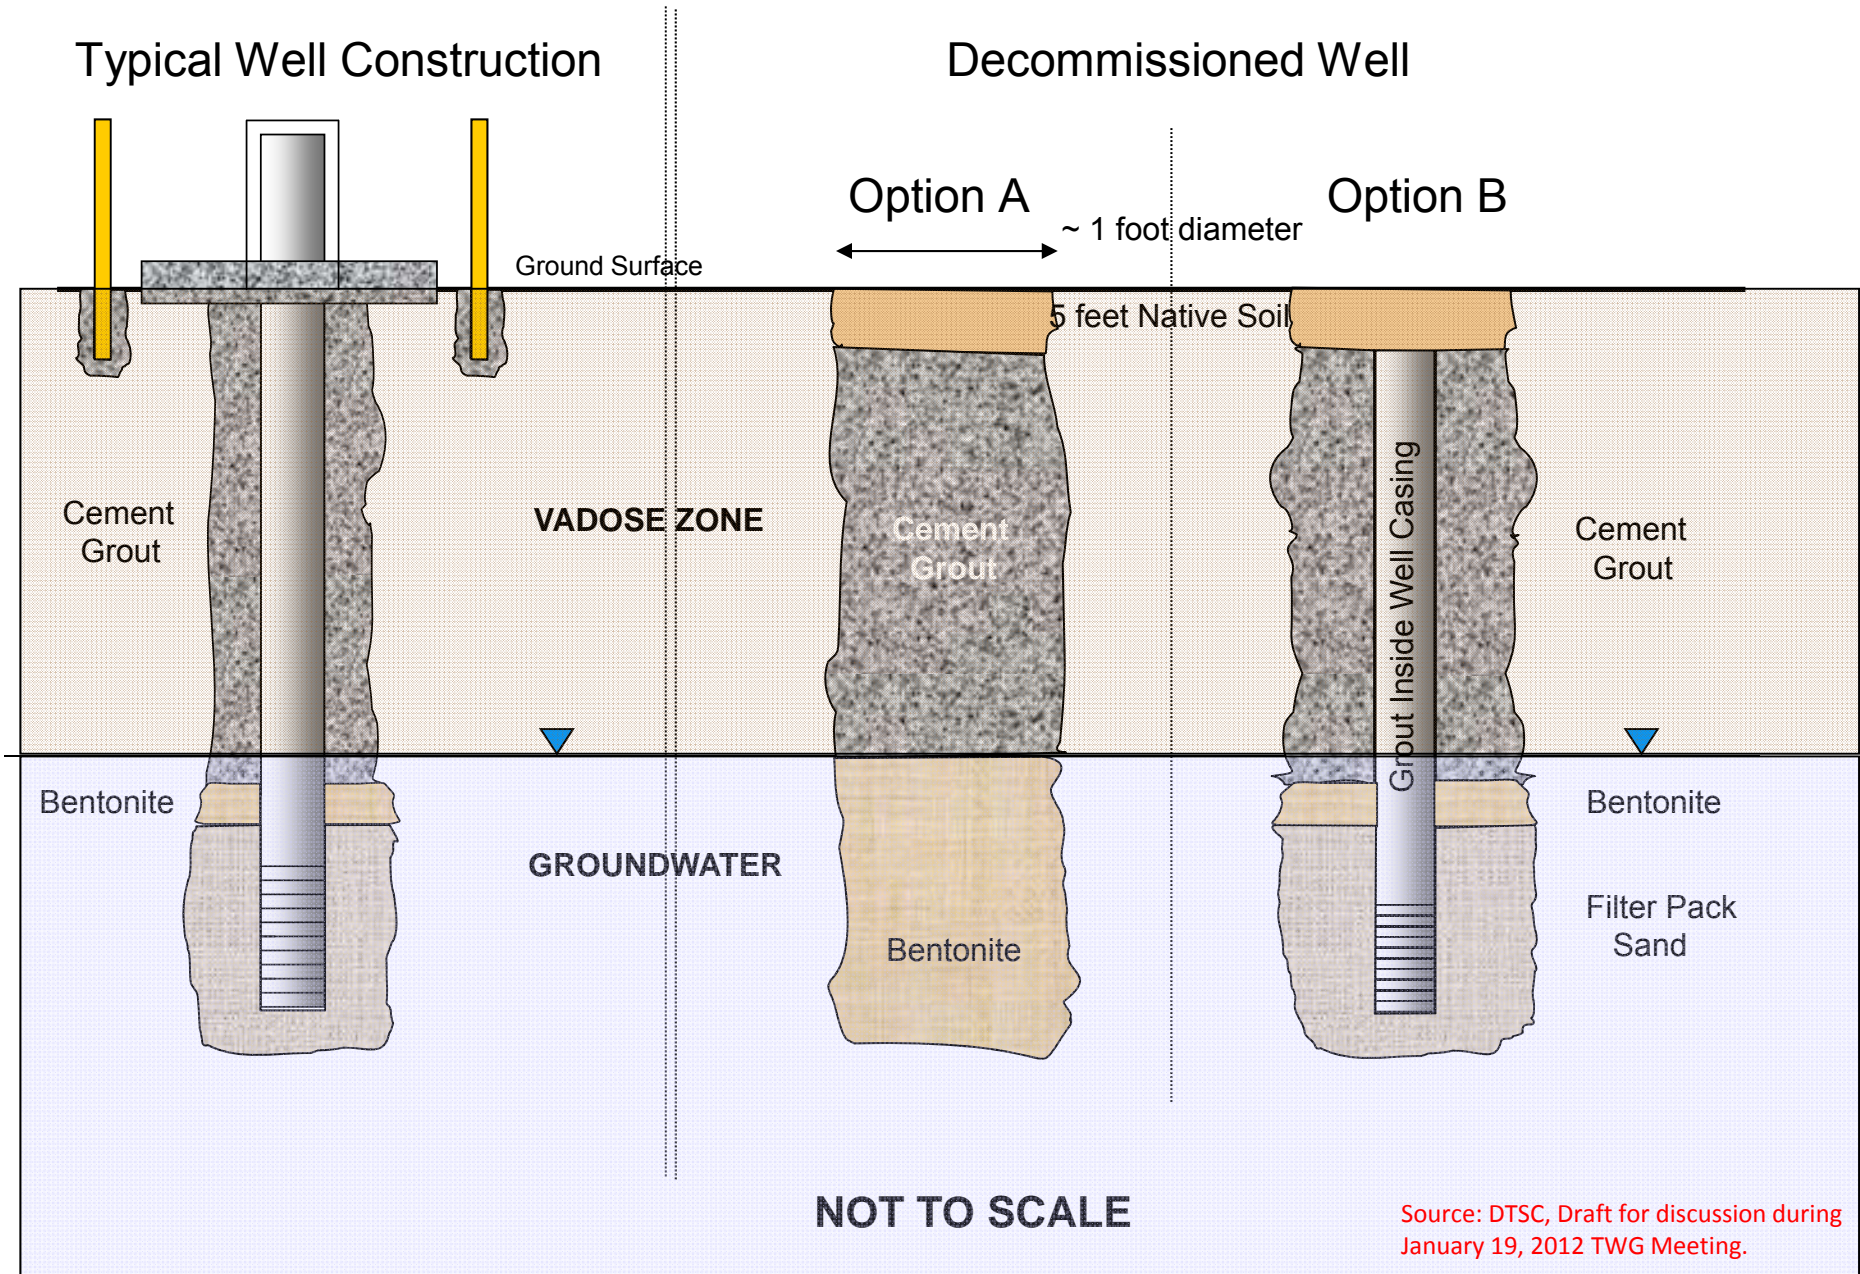 Typical Well Construction
Decommissioned Well
Option A
Option B
~ 1 foot diameter
Ground Surface
5 feet Native Soil
Cement
Grout
VADOSE ZONE
Cement
Grout
Grout Inside Well Casing
Cement
Grout
Bentonite
GROUNDWATER
Bentonite
Bentonite
Filter Pack
Sand
NOT TO SCALE
Source: DTSC, Draft for discussion during
January 19, 2012 TWG Meeting.